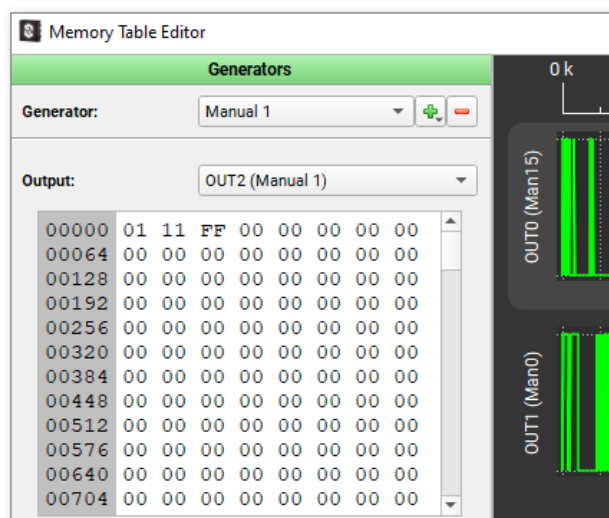 Memory Table Editor
Generators
Generator:
Manual 1
Output:
OUT2 (Manual 1)
00000 01 11 FF 00 00 00 00 00
00064 00 00 00 00 00 00 00 00
00128 00 00 00 00 00 00 00 00
00192 00 00 00 00 00 00 00 00
00256 00 00 00 00 00 00 00 00
00320 00 00 00 00 00 00 00 00
00384 00 00 00 00 00 00 00 00
00448 00 00 00 00 00 00 00 00
00512 00 00 00 00 00 00 00 00
00576 00 00 00 00 00 00 00 00
00640 00 00 00 00 00 00 00 00
00704 00 00 00 00 00 00 00 00
0 k
OUT0 (Man15)
OUT1 (Man0)